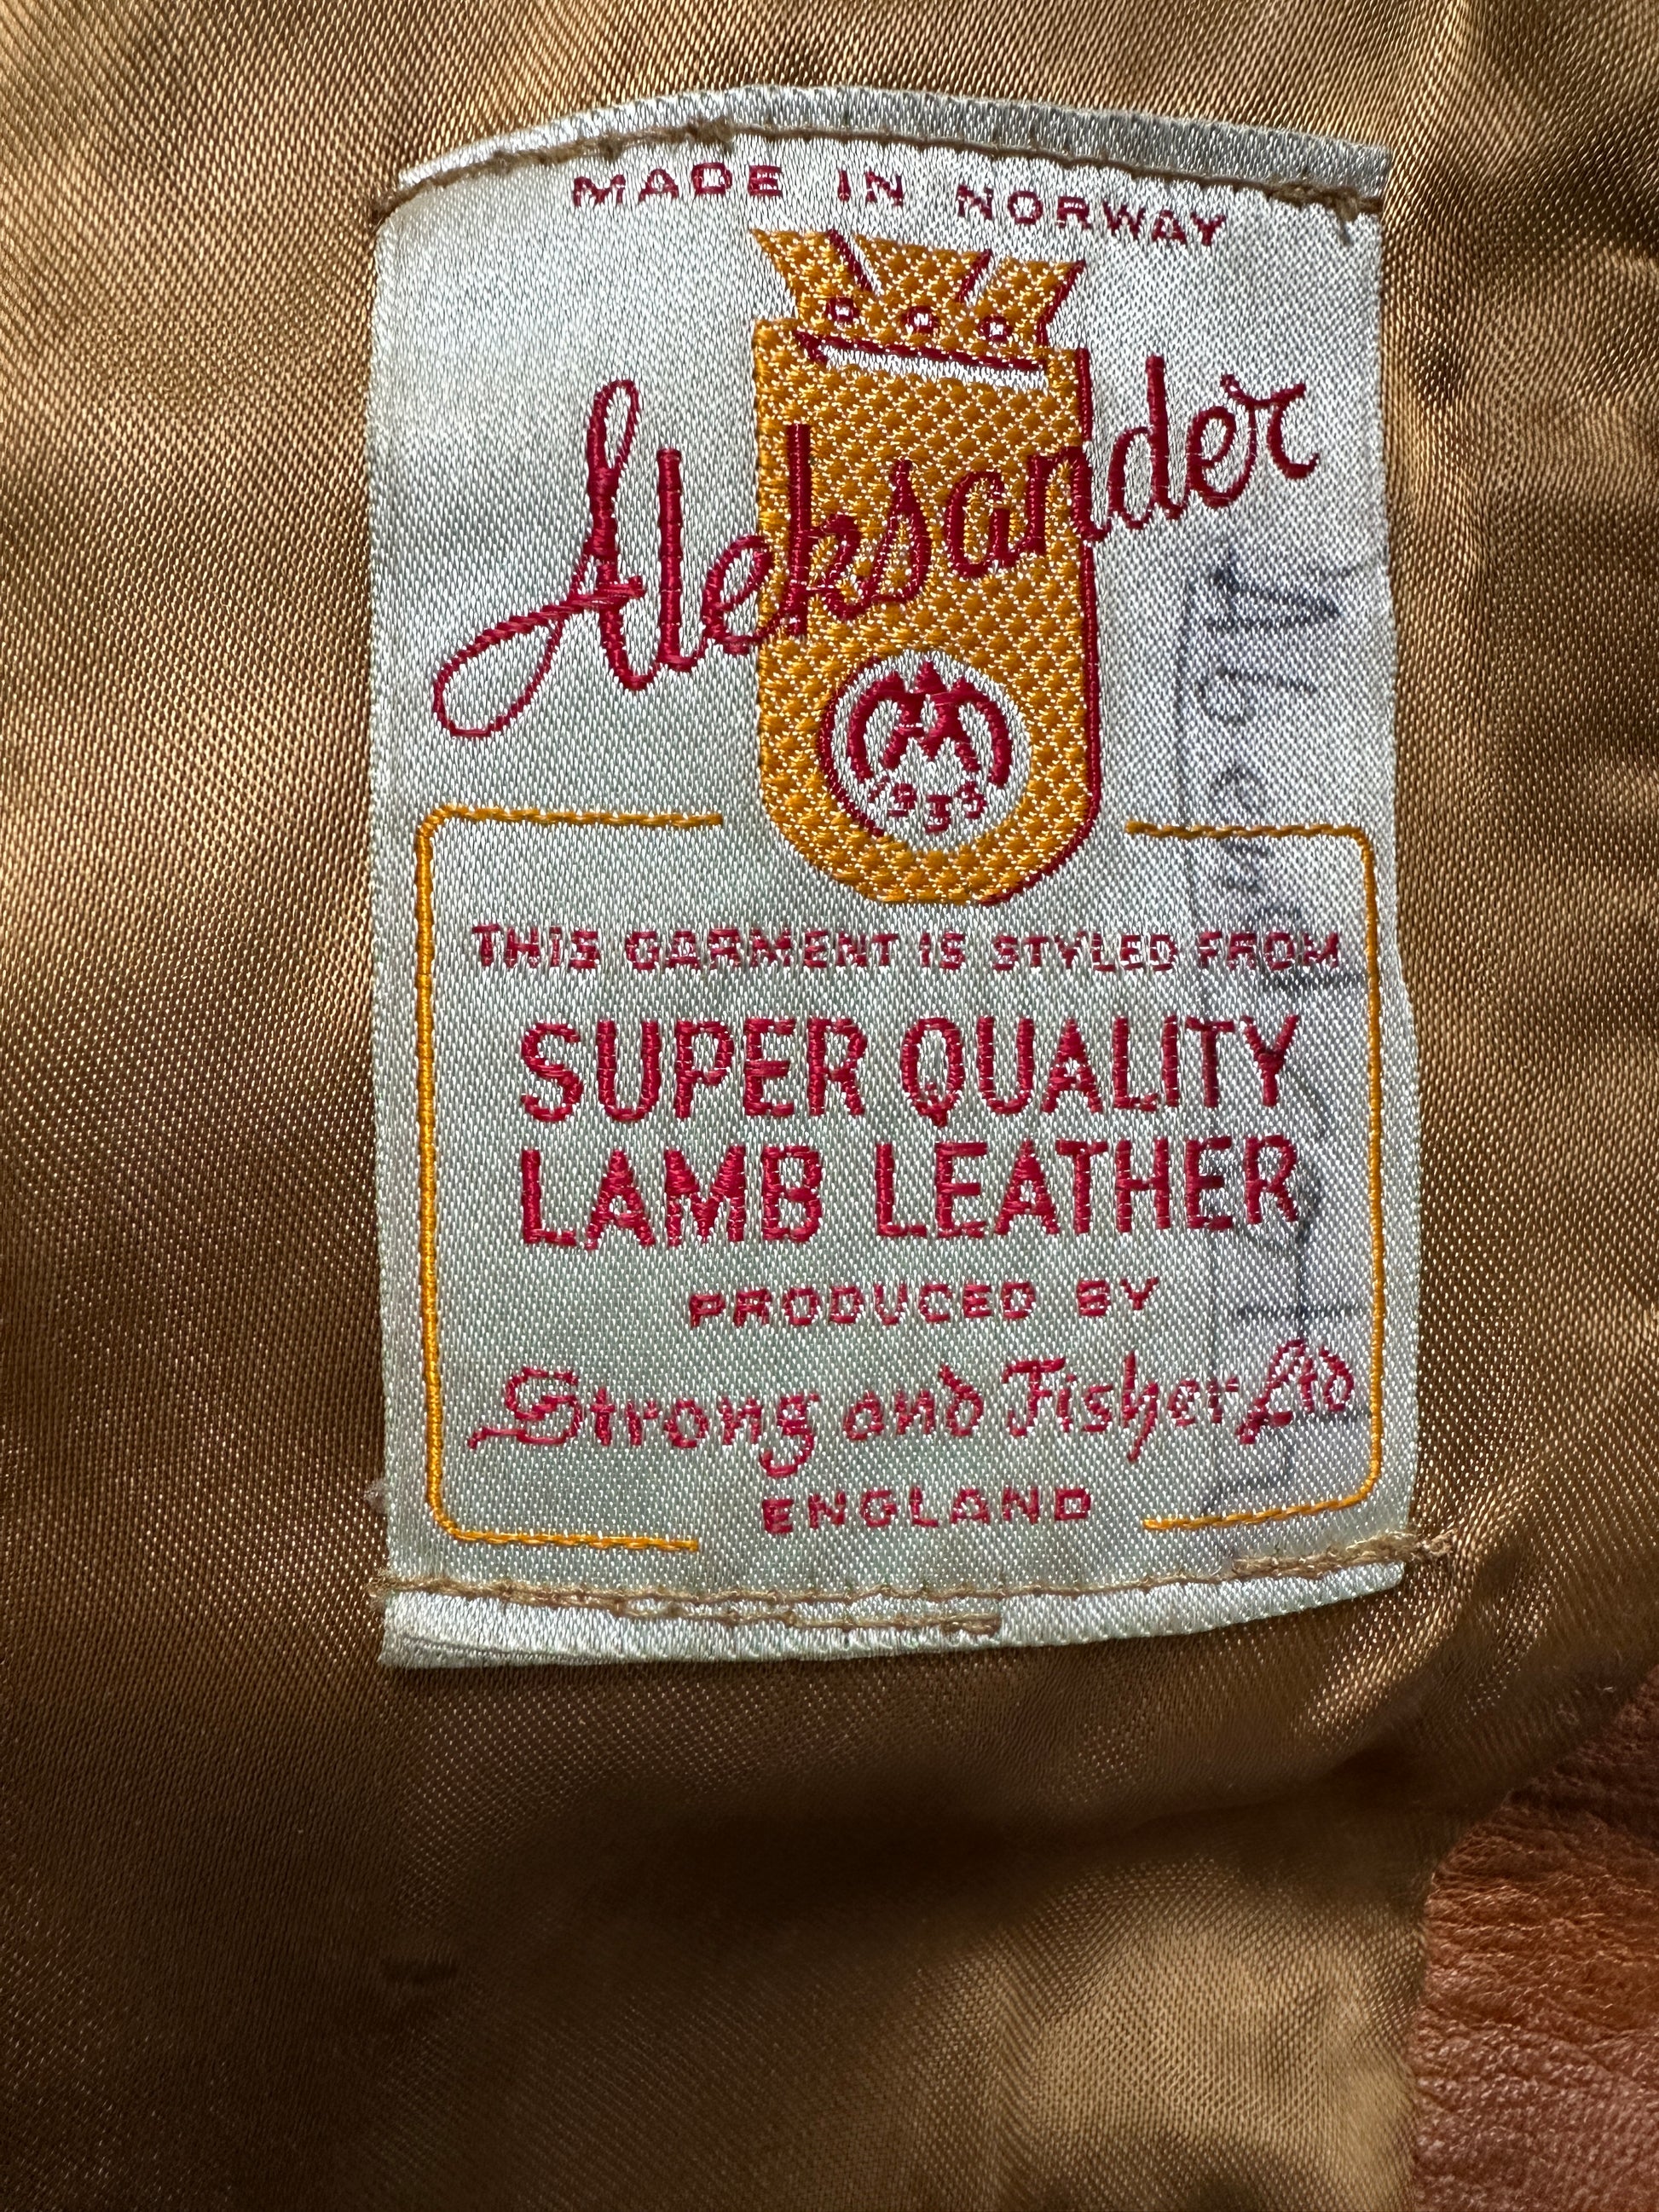 MADE IN NORWAY
Aleksander
1935
THIS GARMENT IS STYLED FROM
SUPER QUALITY
LAMB LEATHER
PRODUCED BY
Strong and Fisher Ltd
ENGLAND